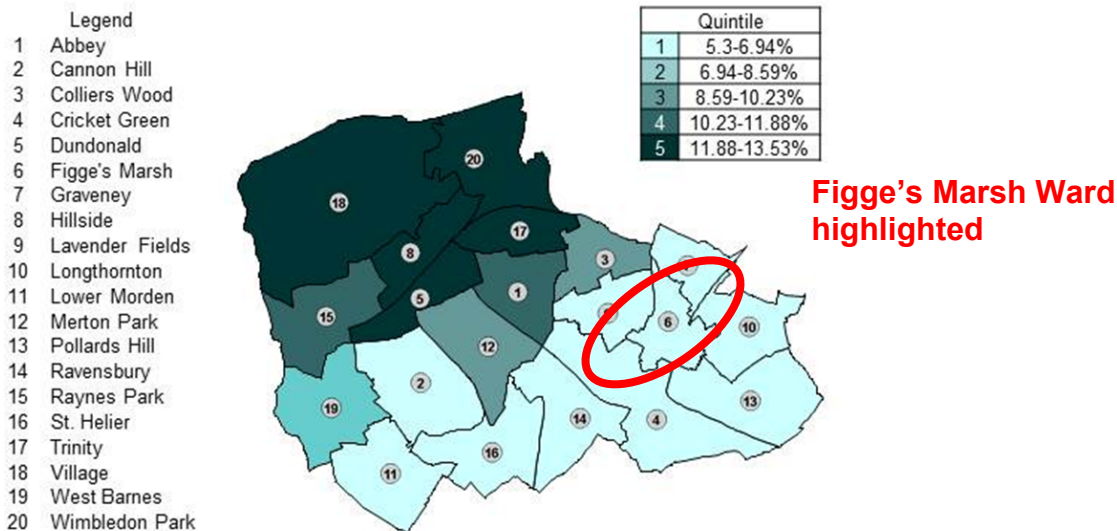 Legend
1 Abbey
2 Cannon Hill
3 Colliers Wood
4 Cricket Green
5 Dundonald
6 Figge's Marsh
7 Graveney
8 Hillside
9 Lavender Fields
10 Longthornton
11 Lower Morden
12 Merton Park
13 Pollards Hill
14 Ravensbury
15 Raynes Park
16 St. Helier
17 Trinity
18 Village
19 West Barnes
20 Wimbledon Park
Quintile
1 5.3-6.94%
2 6.94-8.59%
3 8.59-10.23%
4 10.23-11.88%
5 11.88-13.53%
Figge's Marsh Ward
highlighted
20
18
17
8
3
5
1
15
6
10
12
2
13
19
14
4
16
11